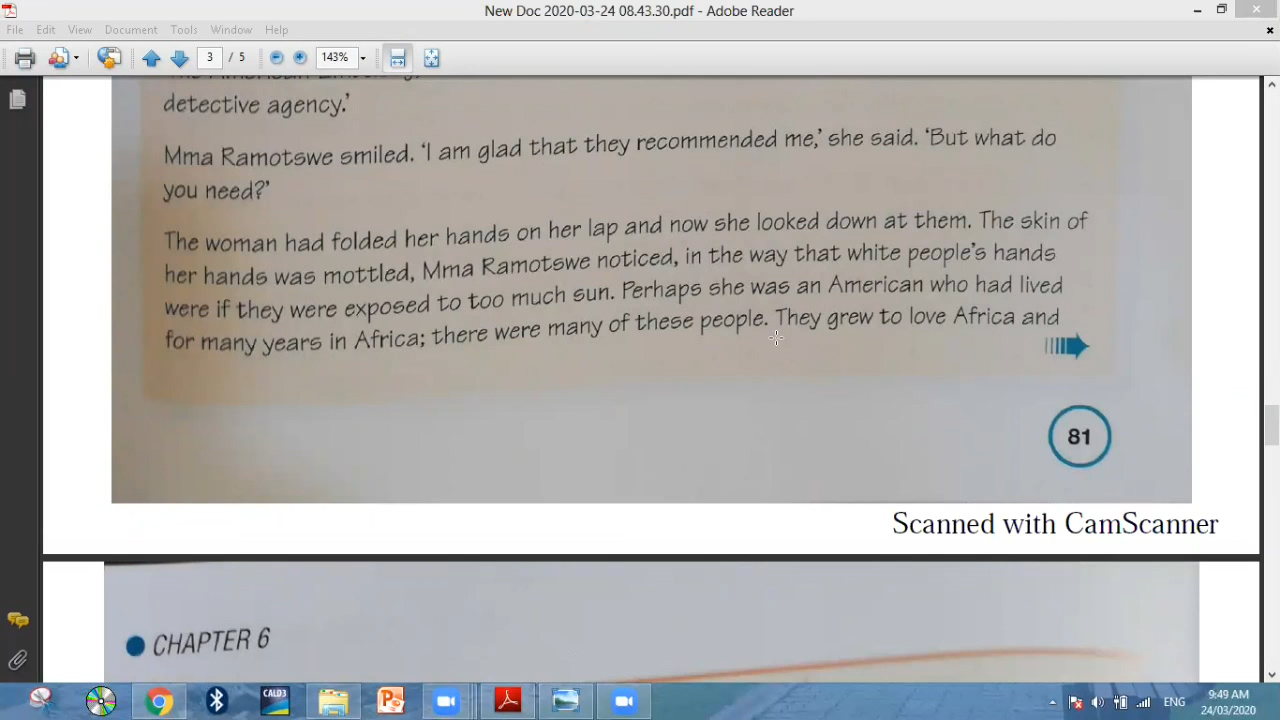 New Doc 2020-03-24 08.43.30.pdf - Adobe Reader
File Edit View Document Tools Window Help
3 / 5 143%
detective agency.'
Mma Ramotswe smiled. 'I am glad that they recommended me,' she said. 'But what do
you need?'
The woman had folded her hands on her lap and now she looked down at them. The skin of
her hands was mottled, Mma Ramotswe noticed, in the way that white people's hands
were if they were exposed to too much sun. Perhaps she was an American who had lived
for many years in Africa; there were many of these people. They grew to love Africa and
81
Scanned with CamScanner
CHAPTER 6
CALD3
ENG
9:49 AM
24/03/2020